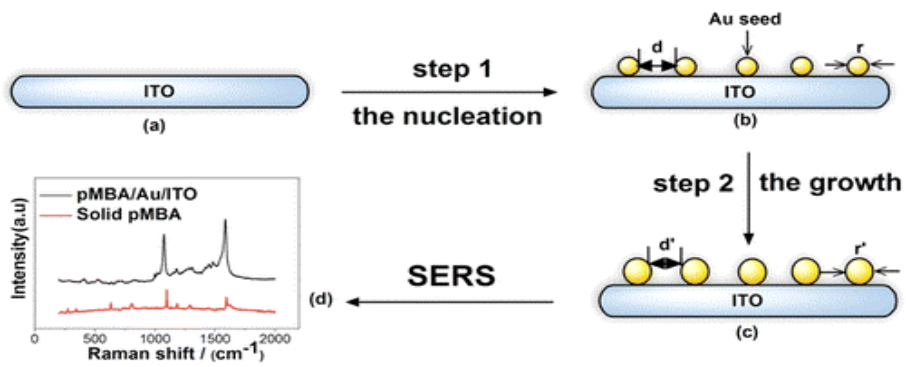 ITO
(a)
step 1
the nucleation
Au seed
d
r
ITO
(b)
step 2
the growth
d'
r'
ITO
(c)
SERS
(d)
Intensity(a.u)
pMBA/Au/ITO
Solid pMBA
0
500
1000
1500
2000
Raman shift / (cm⁻¹)